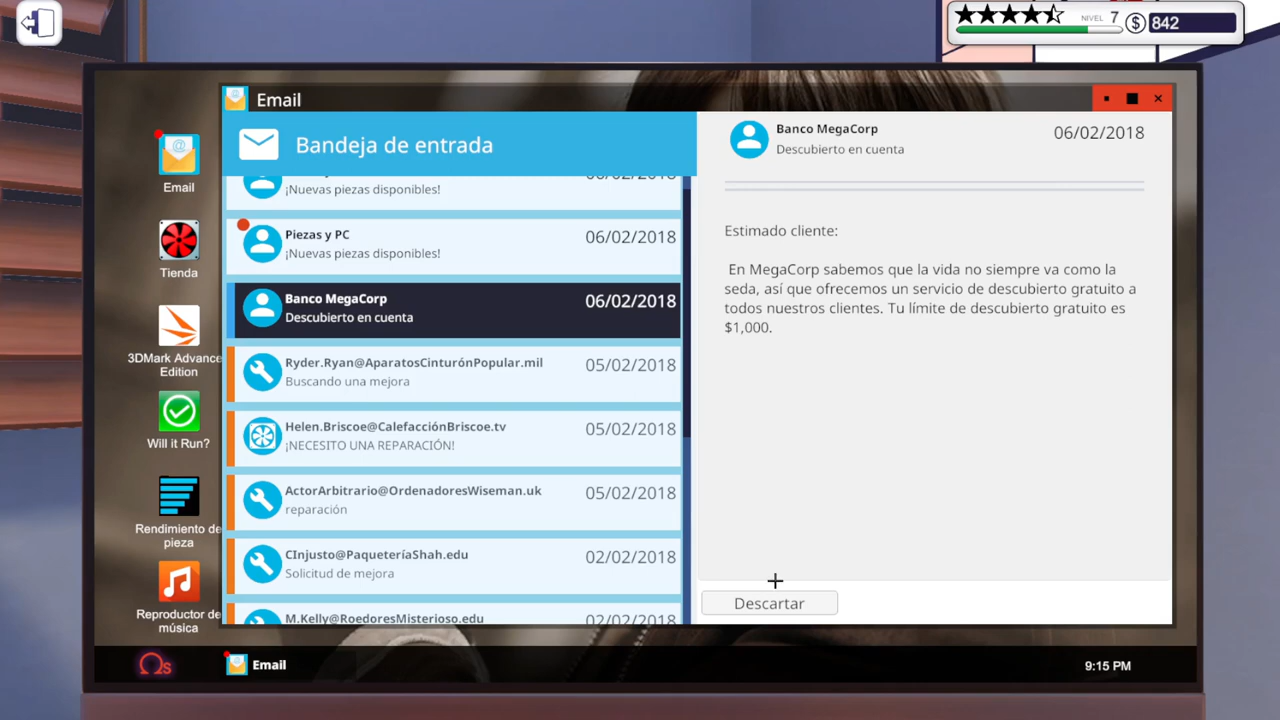 NIVEL 7
$ 842
Email
Bandeja de entrada
¡Nuevas piezas disponibles!
Piezas y PC
06/02/2018
¡Nuevas piezas disponibles!
Banco MegaCorp
06/02/2018
Descubierto en cuenta
Ryder.Ryan@AparatosCinturónPopular.mil
05/02/2018
Buscando una mejora
Helen.Briscoe@CalefacciónBriscoe.tv
05/02/2018
¡NECESITO UNA REPARACIÓN!
ActorArbitrario@OrdenadoresWiseman.uk
05/02/2018
reparación
CInjusto@PaqueteríaShah.edu
02/02/2018
Solicitud de mejora
M.Kelly@RoedoresMisterioso.edu
02/02/2018
Banco MegaCorp
06/02/2018
Descubierto en cuenta
Estimado cliente:
En MegaCorp sabemos que la vida no siempre va como la
seda, así que ofrecemos un servicio de descubierto gratuito a
todos nuestros clientes. Tu límite de descubierto gratuito es
$1,000.
Descartar
Email
Tienda
3DMark Advance
Edition
Will it Run?
Rendimiento de
pieza
Reproductor de
música
Ωs
Email
9:15 PM